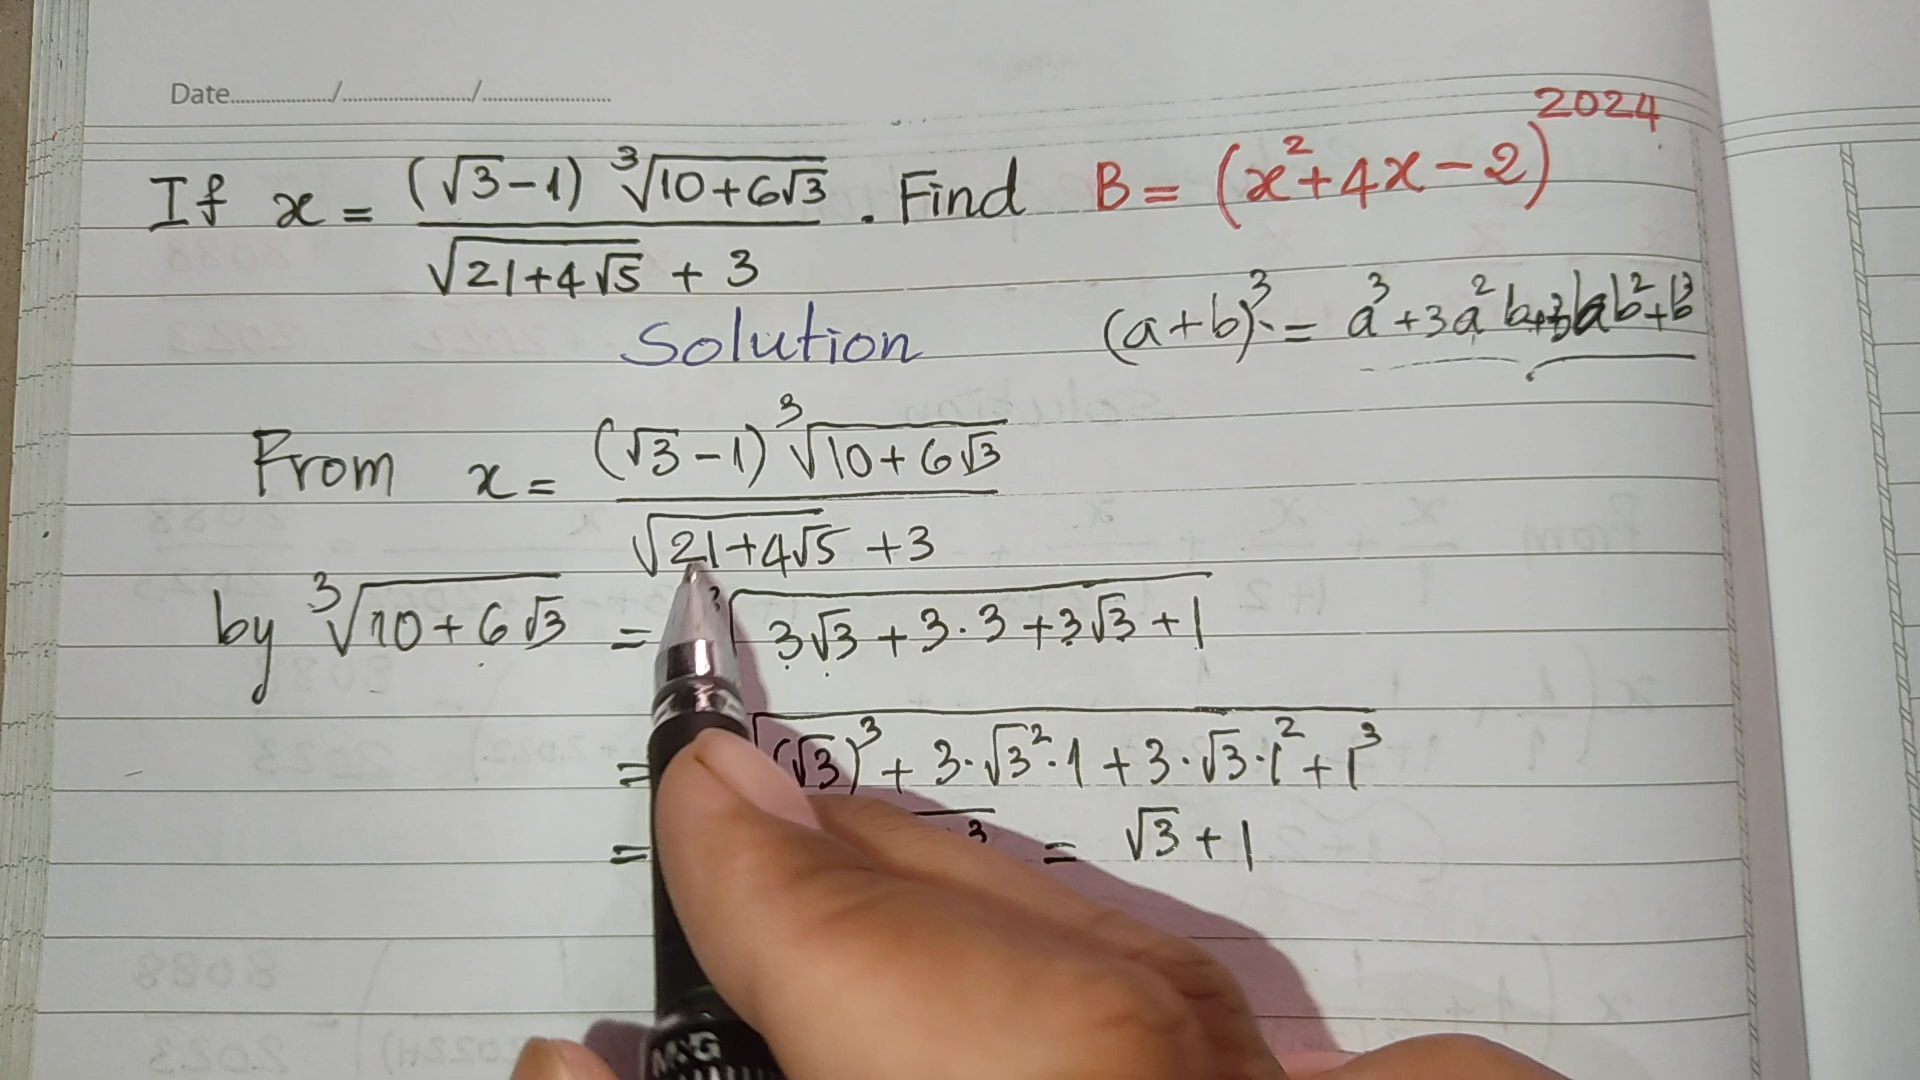 Date............/............/............
If x = (√3-1) ∛(10+6√3) / (√(21+4√5) + 3) . Find B = (x²+4x-2)²⁰²⁴
Solution (a+b)³ = a³+3a²b+3ab²+b³
From x = (√3-1) ∛(10+6√3) / (√(21+4√5) + 3)
by ∛(10+6√3) = ∛(3√3+3·3+3√3+1)
= (√3)³ + 3·√3²·1 + 3·√3·1² + 1³
= ³ = √3+1
M&G